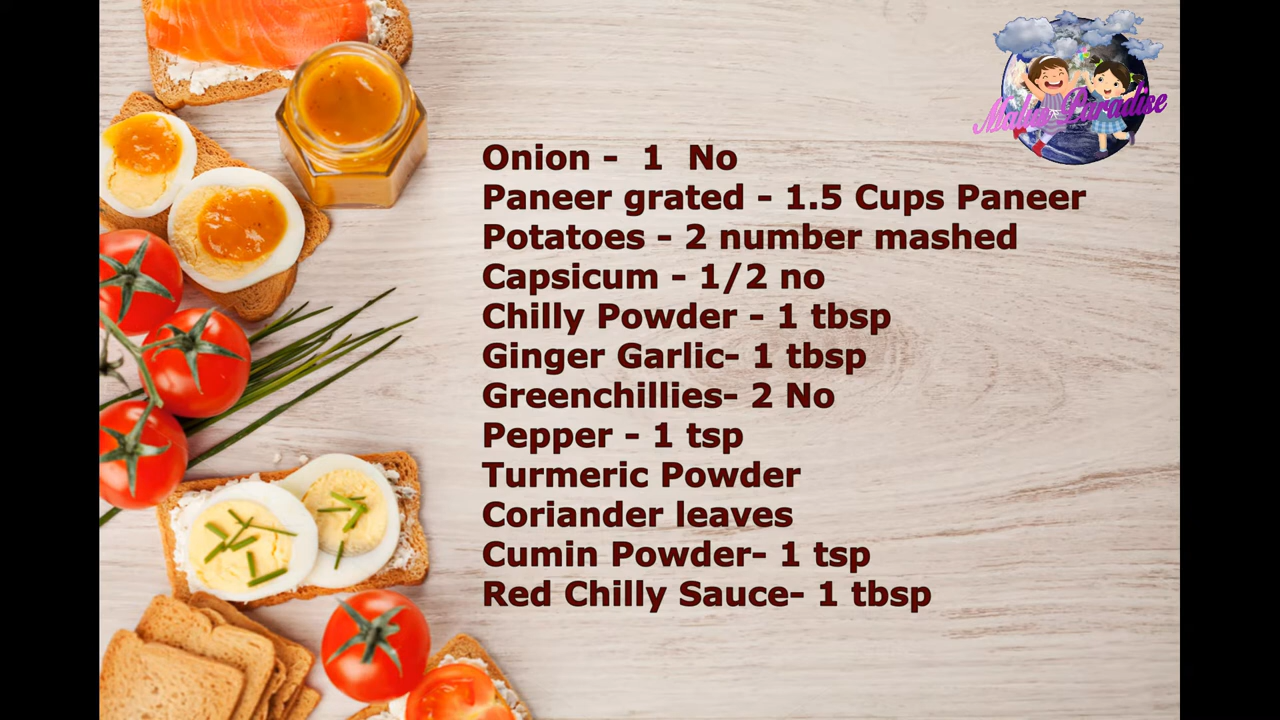 Onion - 1 No
Paneer grated - 1.5 Cups Paneer
Potatoes - 2 number mashed
Capsicum - 1/2 no
Chilly Powder - 1 tbsp
Ginger Garlic- 1 tbsp
Greenchillies- 2 No
Pepper - 1 tsp
Turmeric Powder
Coriander leaves
Cumin Powder- 1 tsp
Red Chilly Sauce- 1 tbsp
Paradise